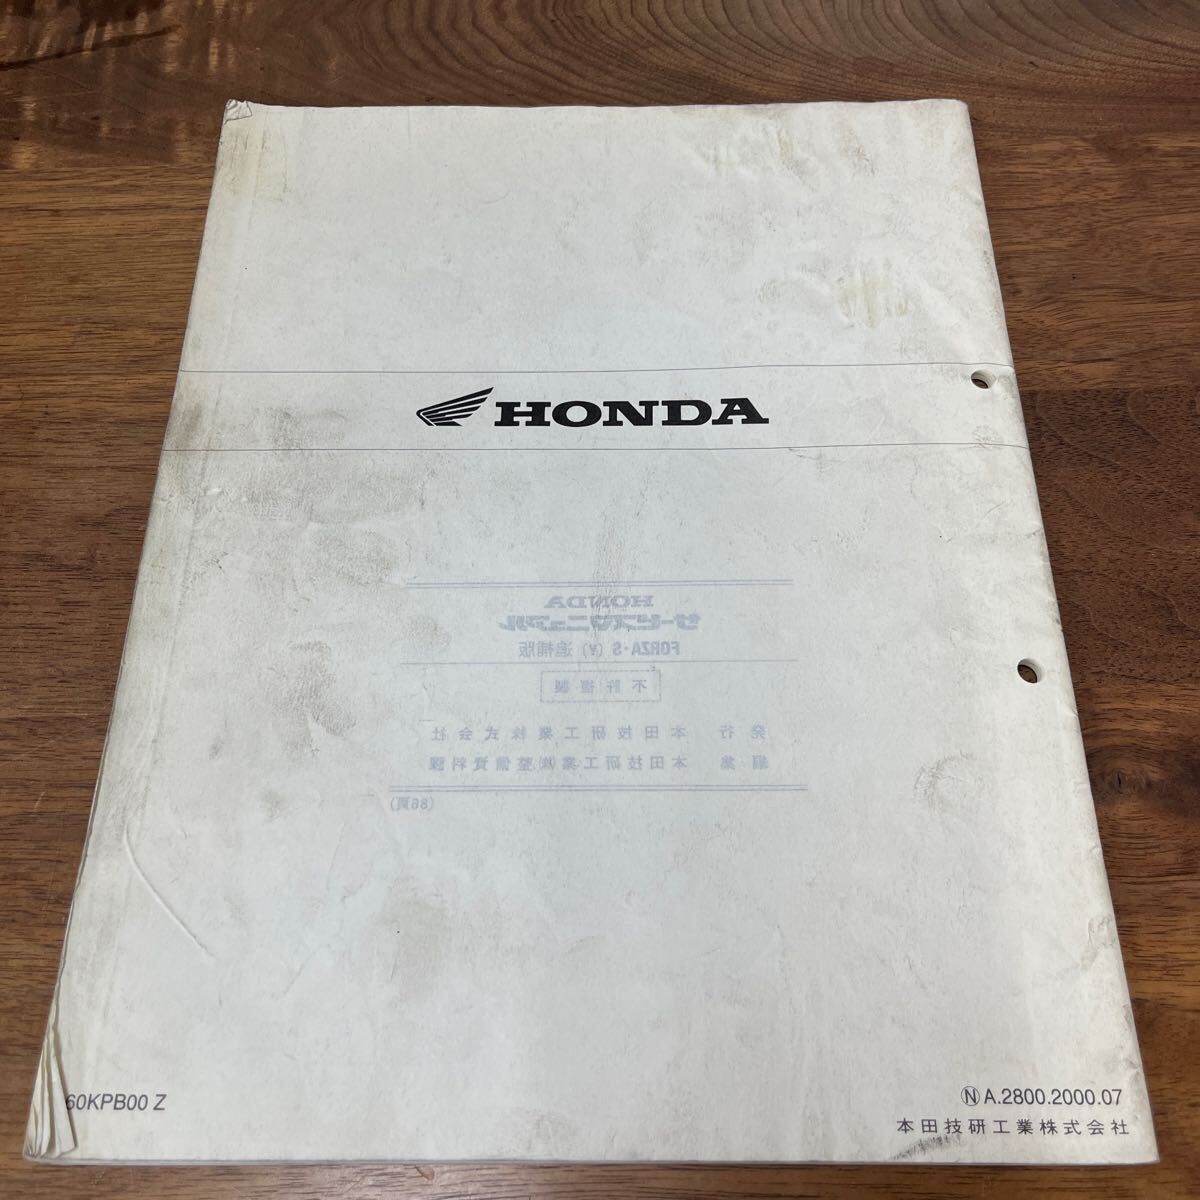 HONDA
HONDA
サービスマニュアル
FORZA・S (Y) 追補版
不許複製
発行 本田技研工業株式会社
編集 本田技研工業㈱整備資料課
(86頁)
60KPB00 Z
Ⓝ A.2800.2000.07
本田技研工業株式会社